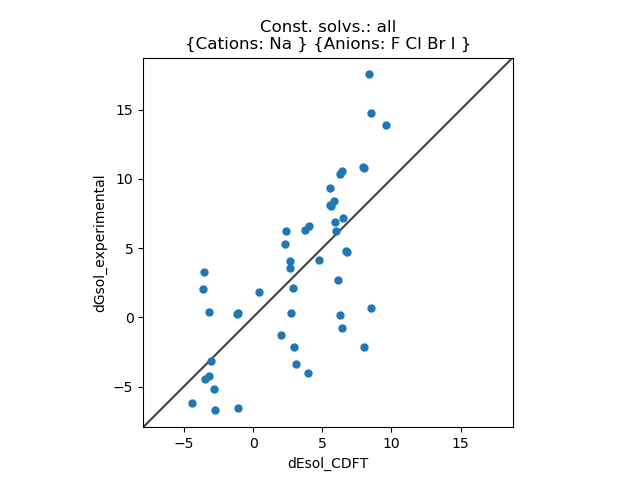 Const. solvs.: all
{Cations: Na } {Anions: F Cl Br I }
dGsol_experimental
15
10
5
0
−5
−5
0
5
10
15
dEsol_CDFT